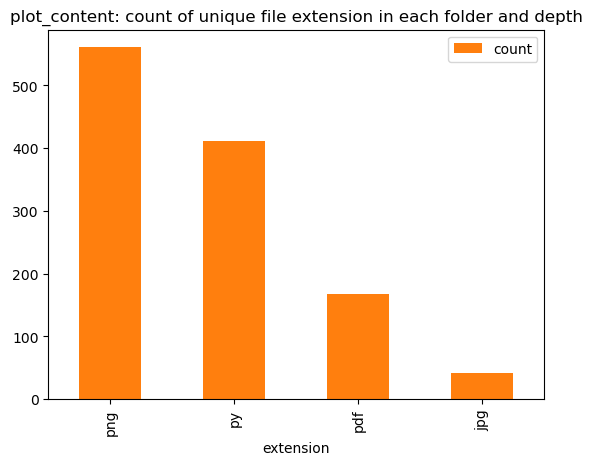 plot_content: count of unique file extension in each folder and depth
count
500
400
300
200
100
0
png
py
pdf
jpg
extension